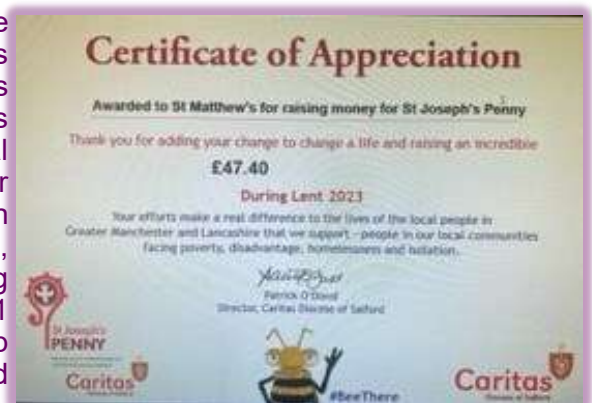 Certificate of Appreciation
Awarded to St Matthew's for raising money for St Joseph's Penny
Thank you for adding your change to change a life and raising an incredible
£47.40
During Lent 2023
Your efforts make a real difference to the lives of the local people in
Greater Manchester and Lancashire that we support - people in our local communities
facing poverty, disadvantage, homelessness and isolation.
Patrick
Director, Caritas Diocese of Salford
St Joseph's
PENNY
Caritas
#BeeThere
Caritas
Diocese of Salford